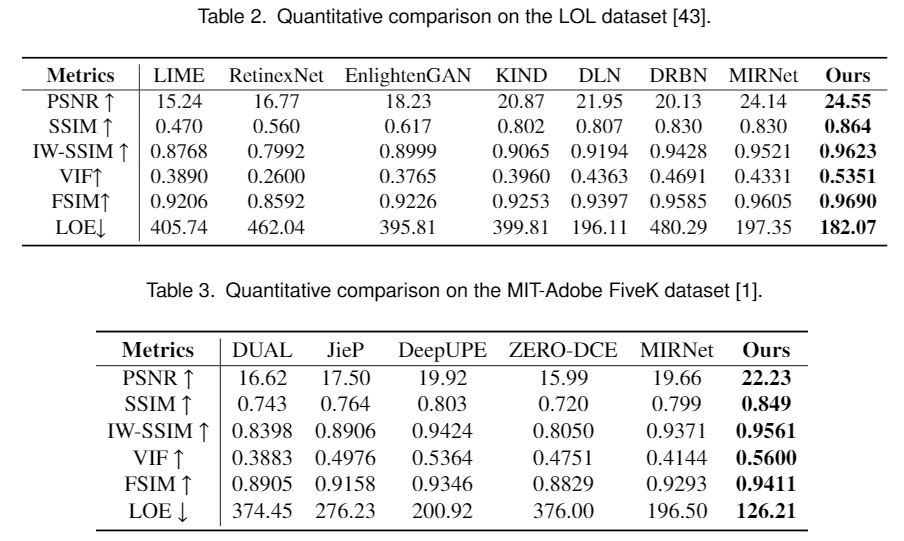 Table 2. Quantitative comparison on the LOL dataset [43].
Metrics LIME RetinexNet EnlightenGAN KIND DLN DRBN MIRNet Ours
PSNR ↑ 15.24 16.77 18.23 20.87 21.95 20.13 24.14 24.55
SSIM ↑ 0.470 0.560 0.617 0.802 0.807 0.830 0.830 0.864
IW-SSIM ↑ 0.8768 0.7992 0.8999 0.9065 0.9194 0.9428 0.9521 0.9623
VIF↑ 0.3890 0.2600 0.3765 0.3960 0.4363 0.4691 0.4331 0.5351
FSIM↑ 0.9206 0.8592 0.9226 0.9253 0.9397 0.9585 0.9605 0.9690
LOE↓ 405.74 462.04 395.81 399.81 196.11 480.29 197.35 182.07
Table 3. Quantitative comparison on the MIT-Adobe FiveK dataset [1].
Metrics DUAL JieP DeepUPE ZERO-DCE MIRNet Ours
PSNR ↑ 16.62 17.50 19.92 15.99 19.66 22.23
SSIM ↑ 0.743 0.764 0.803 0.720 0.799 0.849
IW-SSIM ↑ 0.8398 0.8906 0.9424 0.8050 0.9371 0.9561
VIF ↑ 0.3883 0.4976 0.5364 0.4751 0.4144 0.5600
FSIM ↑ 0.8905 0.9158 0.9346 0.8829 0.9293 0.9411
LOE ↓ 374.45 276.23 200.92 376.00 196.50 126.21